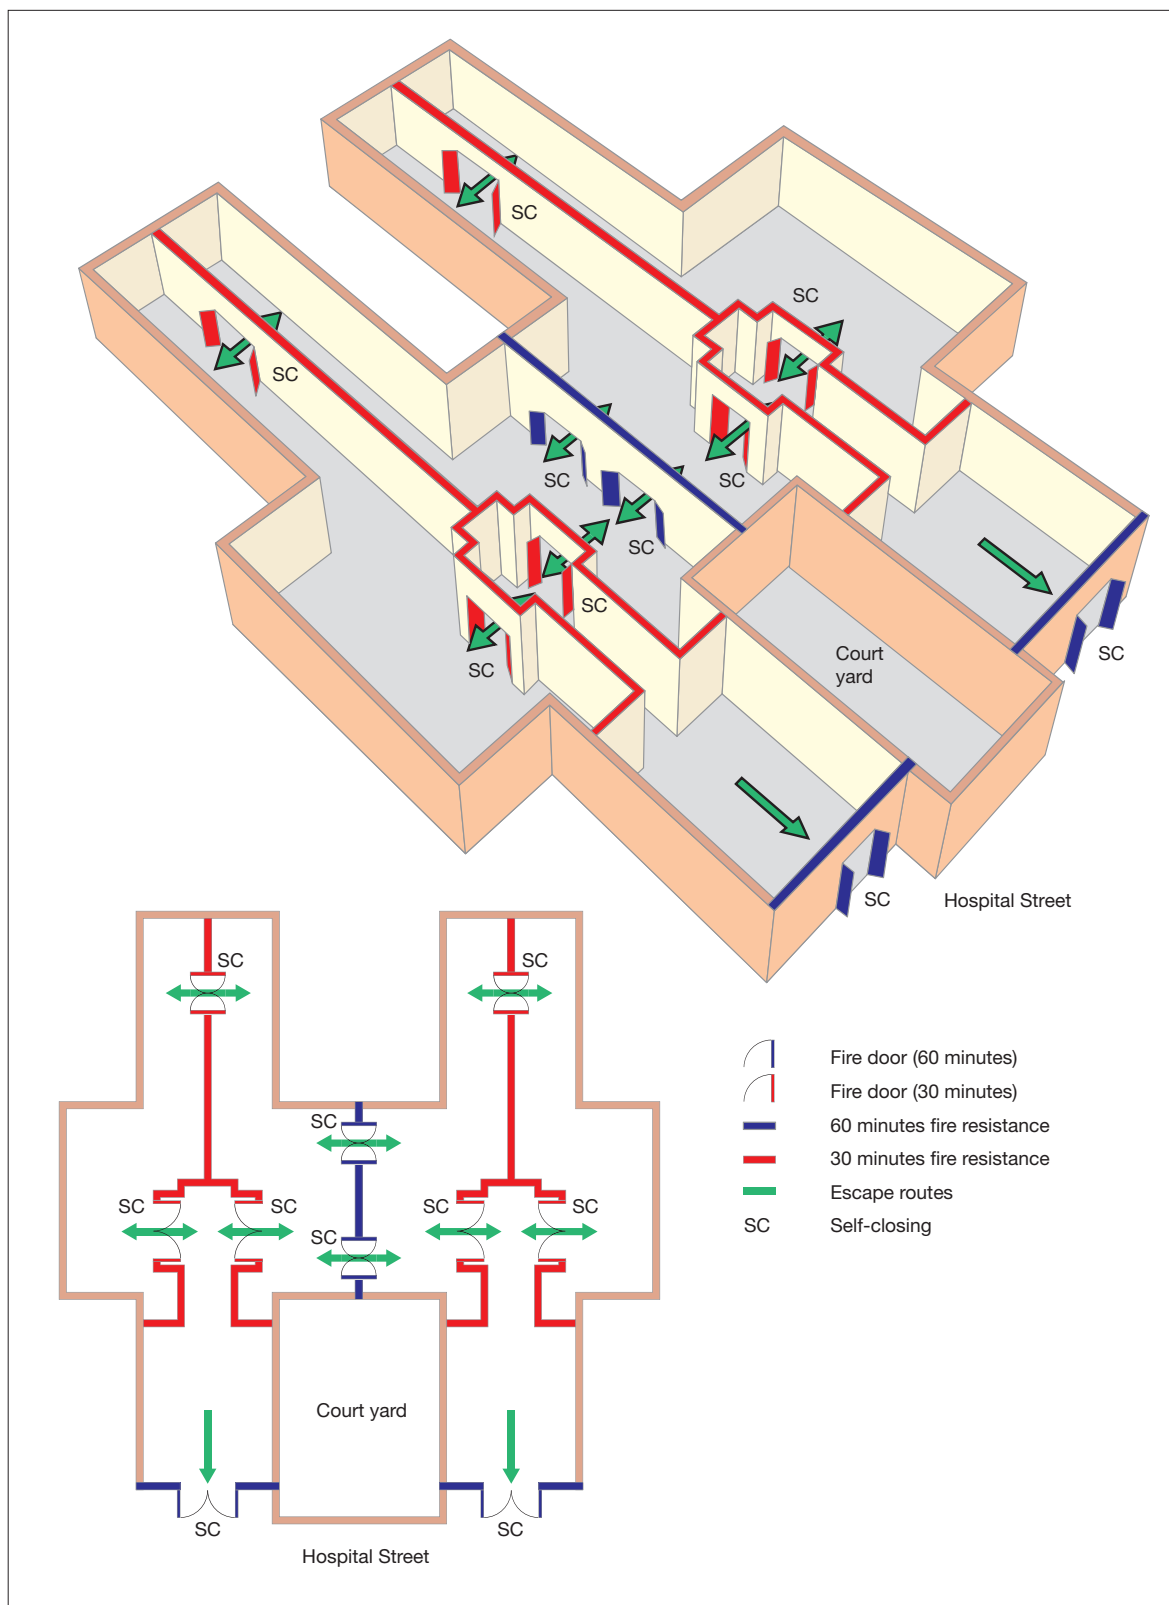 SC
SC
SC
SC
SC
SC
SC
SC
Court
yard
SC
SC
Hospital Street
SC
SC
SC
SC
SC
SC
SC
SC
Court yard
SC
SC
Hospital Street
Fire door (60 minutes)
Fire door (30 minutes)
60 minutes fire resistance
30 minutes fire resistance
Escape routes
SC Self-closing